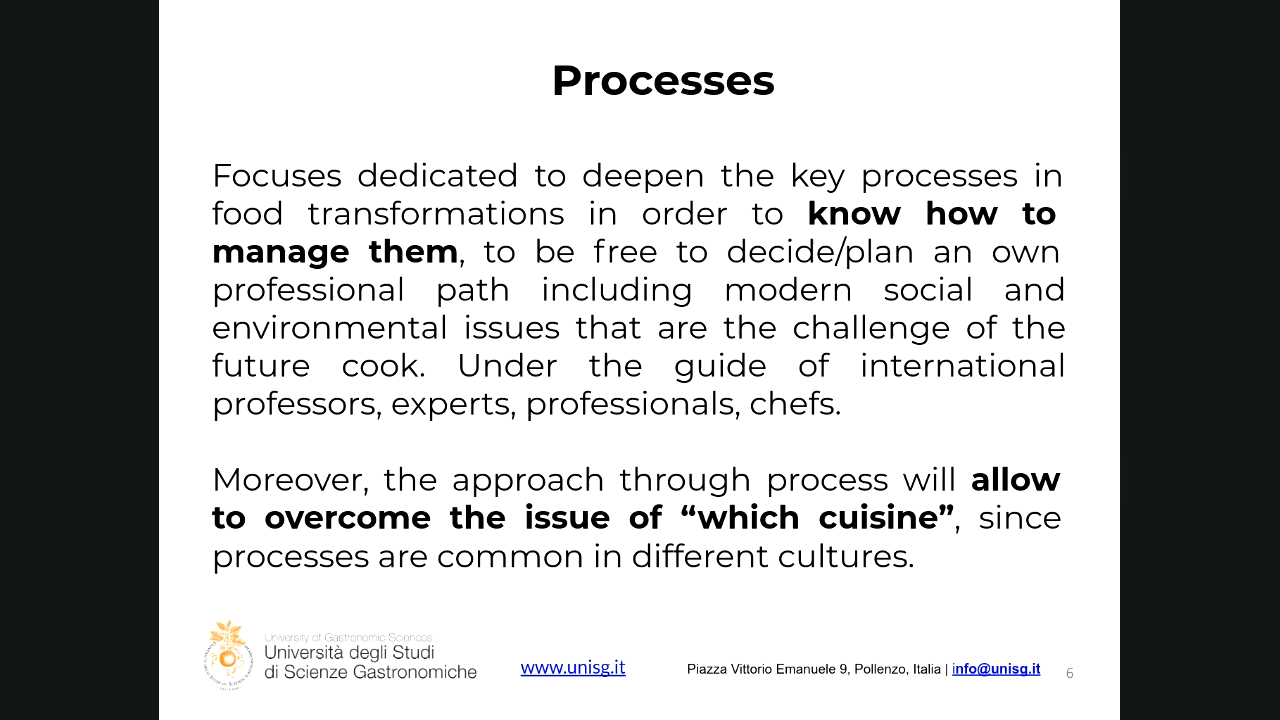 Processes
Focuses dedicated to deepen the key processes in
food transformations in order to know how to
manage them, to be free to decide/plan an own
professional path including modern social and
environmental issues that are the challenge of the
future cook. Under the guide of international
professors, experts, professionals, chefs.
Moreover, the approach through process will allow
to overcome the issue of “which cuisine”, since
processes are common in different cultures.
University of Gastronomic Sciences
Università degli Studi
di Scienze Gastronomiche
www.unisg.it
Piazza Vittorio Emanuele 9, Pollenzo, Italia | info@unisg.it
6